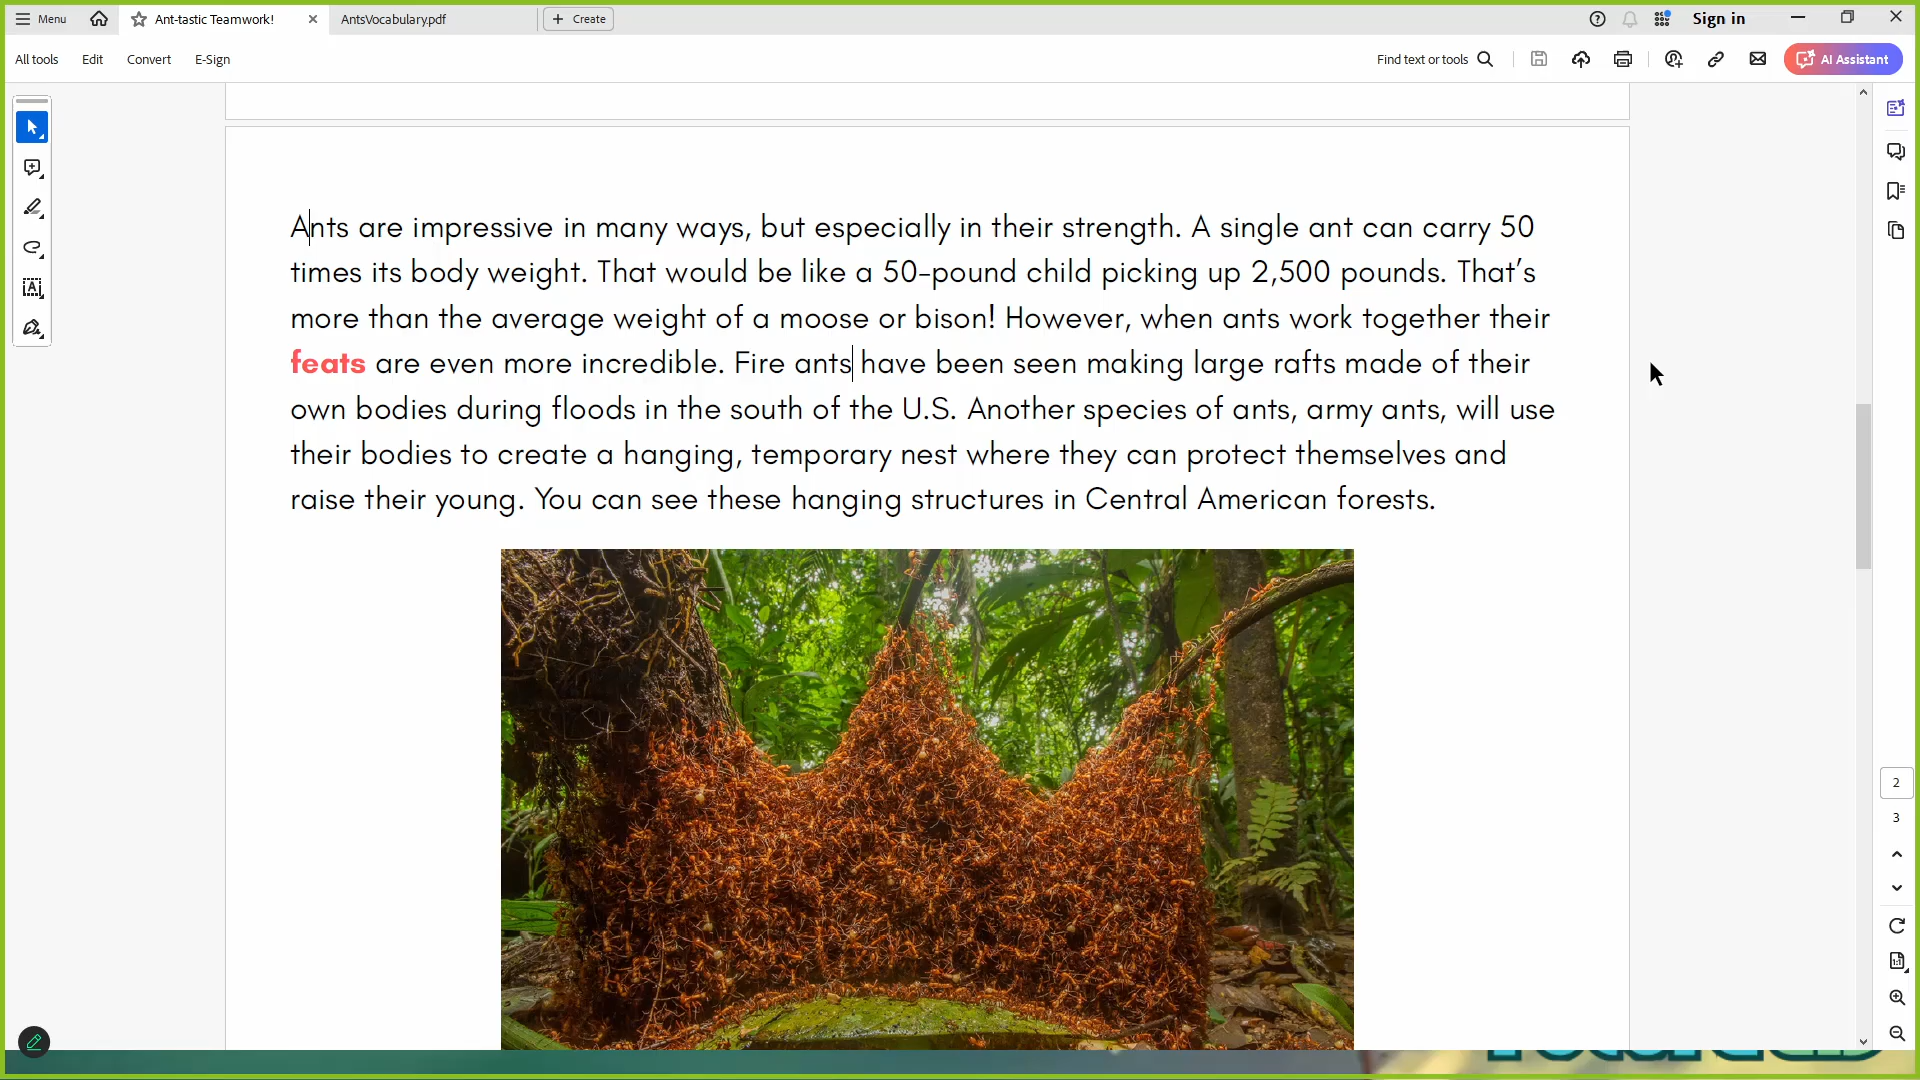 Menu
Ant-tastic Teamwork!
AntsVocabulary.pdf
Create
Sign in
All tools
Edit
Convert
E-Sign
Find text or tools
AI Assistant
Ants are impressive in many ways, but especially in their strength. A single ant can carry 50
times its body weight. That would be like a 50-pound child picking up 2,500 pounds. That’s
more than the average weight of a moose or bison! However, when ants work together their
feats are even more incredible. Fire ants have been seen making large rafts made of their
own bodies during floods in the south of the U.S. Another species of ants, army ants, will use
their bodies to create a hanging, temporary nest where they can protect themselves and
raise their young. You can see these hanging structures in Central American forests.
2
3